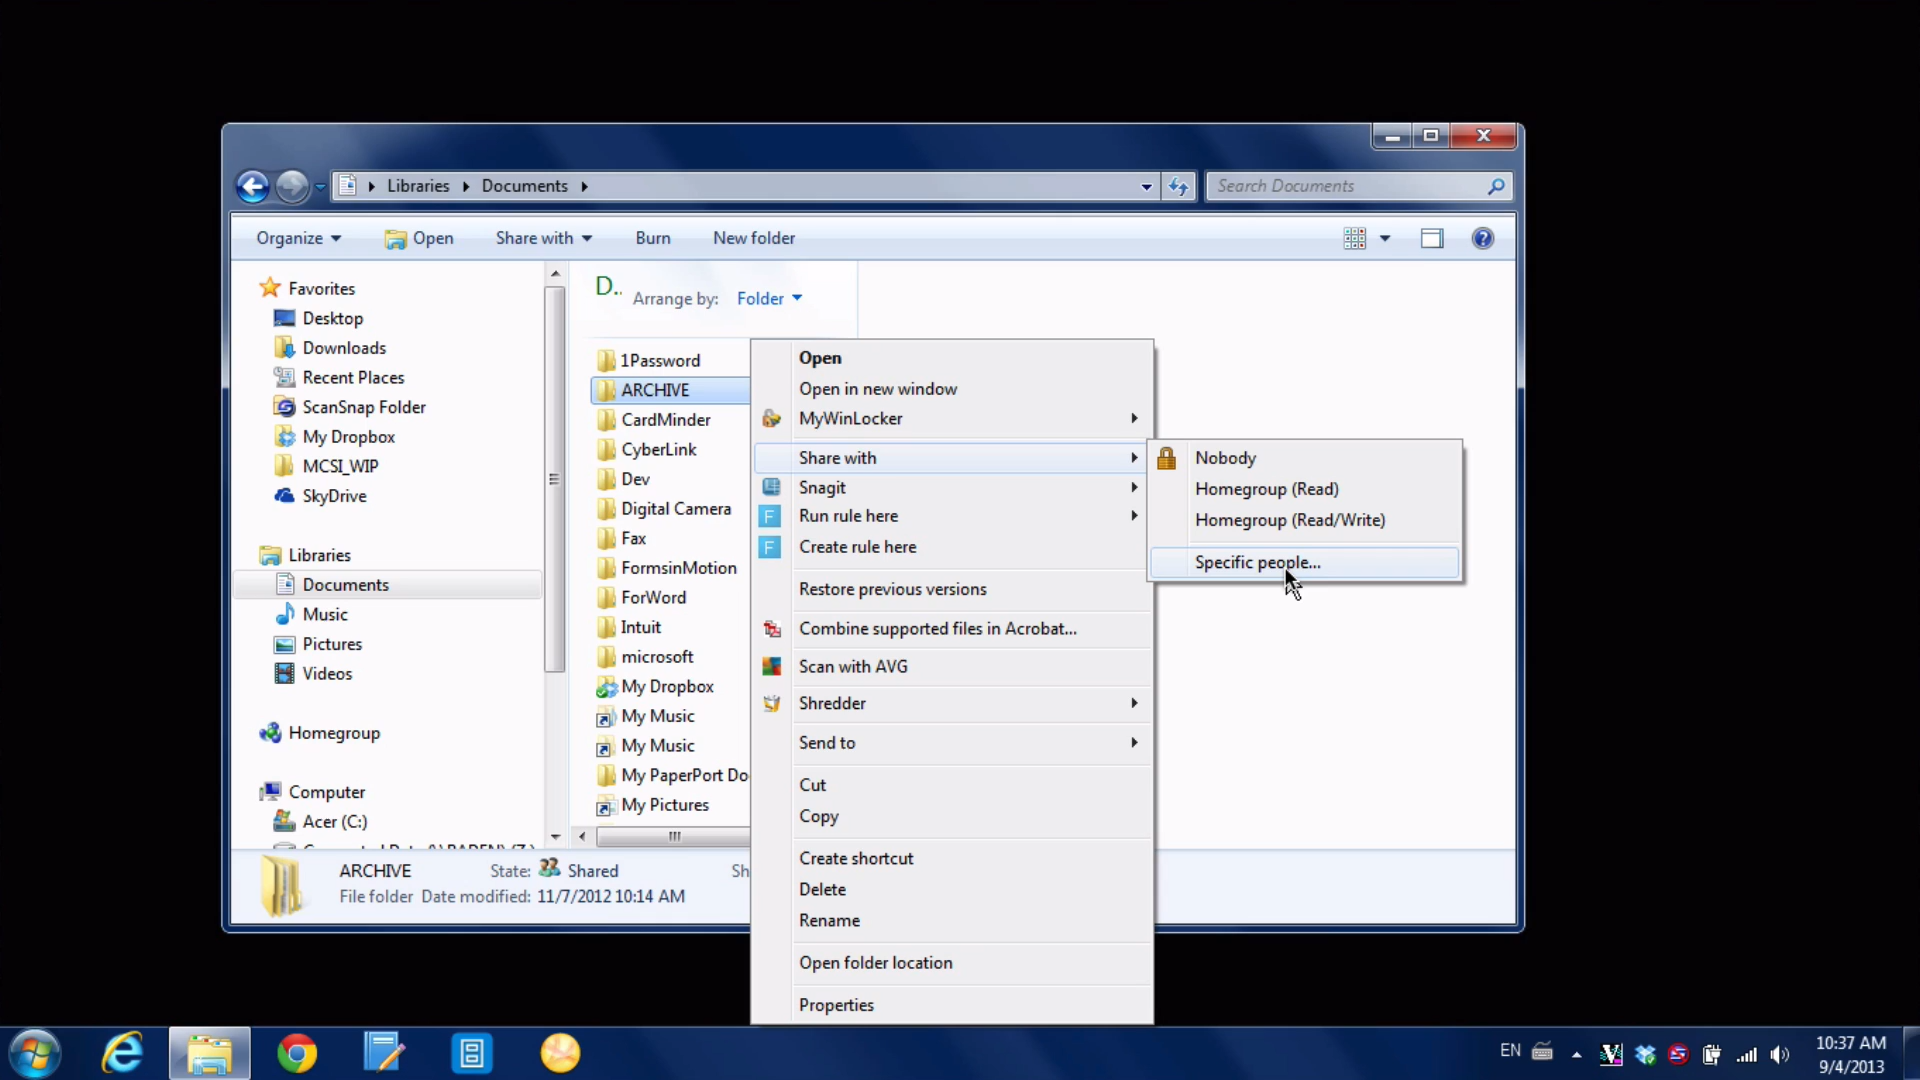 Libraries Documents
Search Documents
Organize Open Share with Burn New folder
Favorites
Desktop
Downloads
Recent Places
ScanSnap Folder
My Dropbox
MCSI_WIP
SkyDrive
Libraries
Documents
Music
Pictures
Videos
Homegroup
Computer
Acer (C:)
D.. Arrange by: Folder
1Password
ARCHIVE
CardMinder
CyberLink
Dev
Digital Camera
Fax
FormsinMotion
ForWord
Intuit
microsoft
My Dropbox
My Music
My Music
My PaperPort Do
My Pictures
Open
Open in new window
MyWinLocker
Share with
Snagit
Run rule here
Create rule here
Restore previous versions
Combine supported files in Acrobat...
Scan with AVG
Shredder
Send to
Cut
Copy
Create shortcut
Delete
Rename
Open folder location
Properties
Nobody
Homegroup (Read)
Homegroup (Read/Write)
Specific people...
ARCHIVE State: Shared Sh
File folder Date modified: 11/7/2012 10:14 AM
EN
10:37 AM
9/4/2013